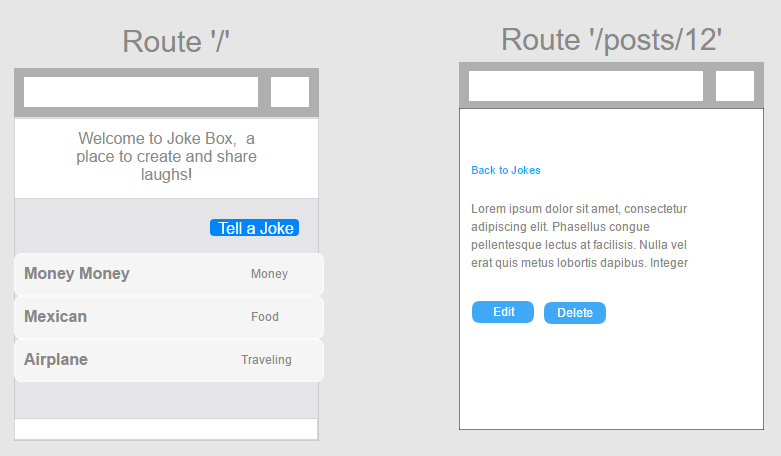 Route '/'
Welcome to Joke Box, a
place to create and share
laughs!
Tell a Joke
Money Money Money
Mexican Food
Airplane Traveling
Route '/posts/12'
Back to Jokes
Lorem ipsum dolor sit amet, consectetur
adipiscing elit. Phasellus congue
pellentesque lectus at facilisis. Nulla vel
erat quis metus lobortis dapibus. Integer
Edit Delete